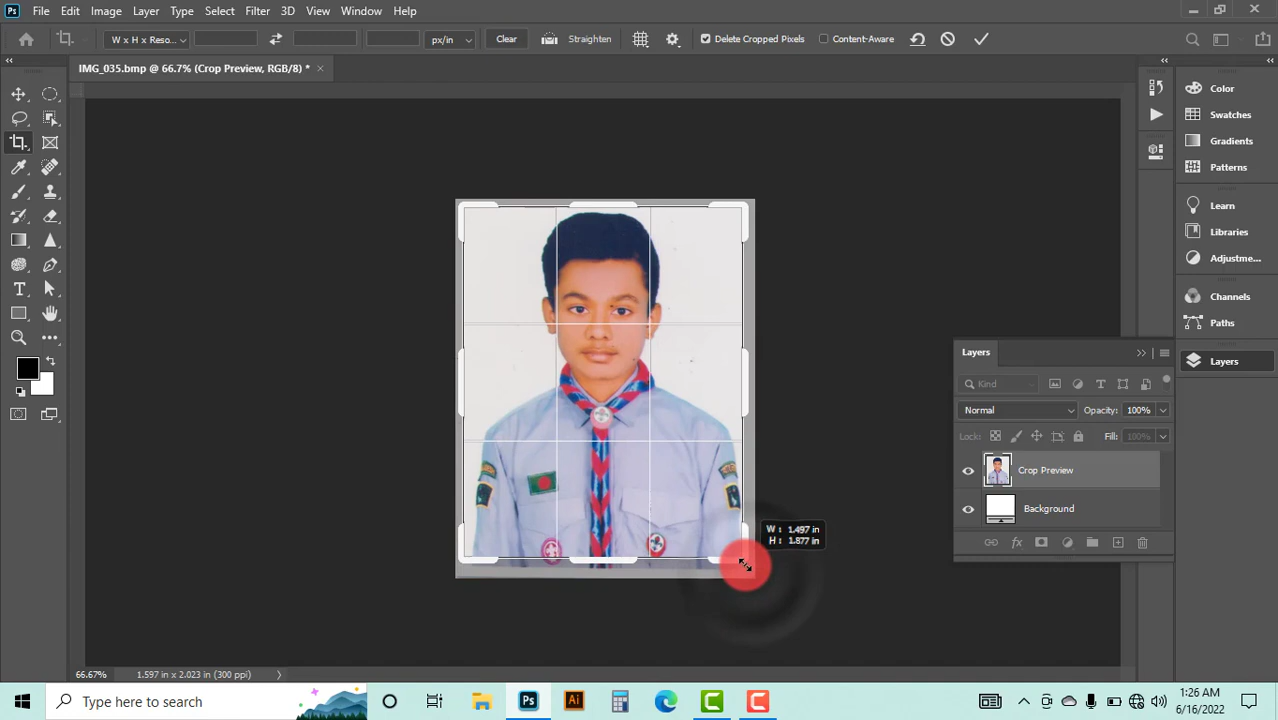 Ps File Edit Image Layer Type Select Filter 3D View Window Help
W x H x Reso... px/in Clear Straighten Delete Cropped Pixels Content-Aware
IMG_035.bmp @ 66.7% (Crop Preview, RGB/8) * ×
Color
Swatches
Gradients
Patterns
Learn
Libraries
Adjustme...
Channels
Paths
Layers
Layers
Kind
Normal Opacity: 100%
Lock: Fill: 100%
Crop Preview
Background
W : 1.497 in
H : 1.877 in
66.67% 1.597 in x 2.023 in (300 ppi)
Type here to search
Ps
Ai
1:26 AM
6/16/2022